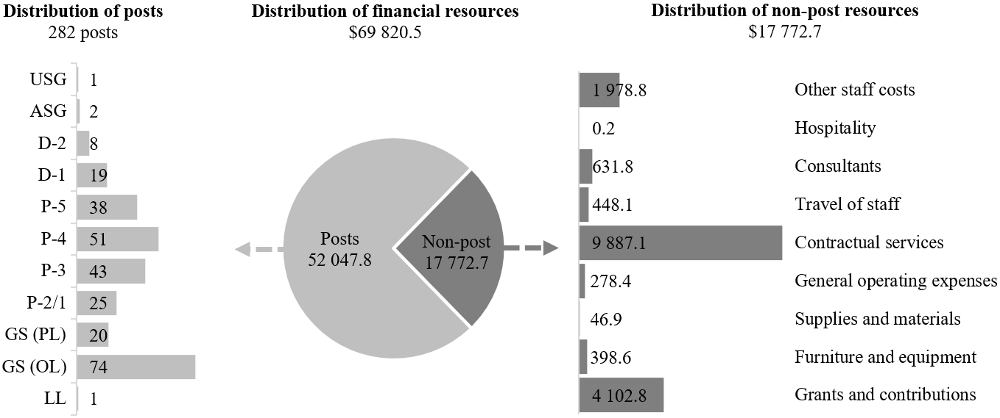 Distribution of posts
282 posts
USG 1
ASG 2
D-2 8
D-1 19
P-5 38
P-4 51
P-3 43
P-2/1 25
GS (PL) 20
GS (OL) 74
LL 1
Distribution of financial resources
$69 820.5
Posts
52 047.8
Non-post
17 772.7
Distribution of non-post resources
$17 772.7
1 978.8 Other staff costs
0.2 Hospitality
631.8 Consultants
448.1 Travel of staff
9 887.1 Contractual services
278.4 General operating expenses
46.9 Supplies and materials
398.6 Furniture and equipment
4 102.8 Grants and contributions